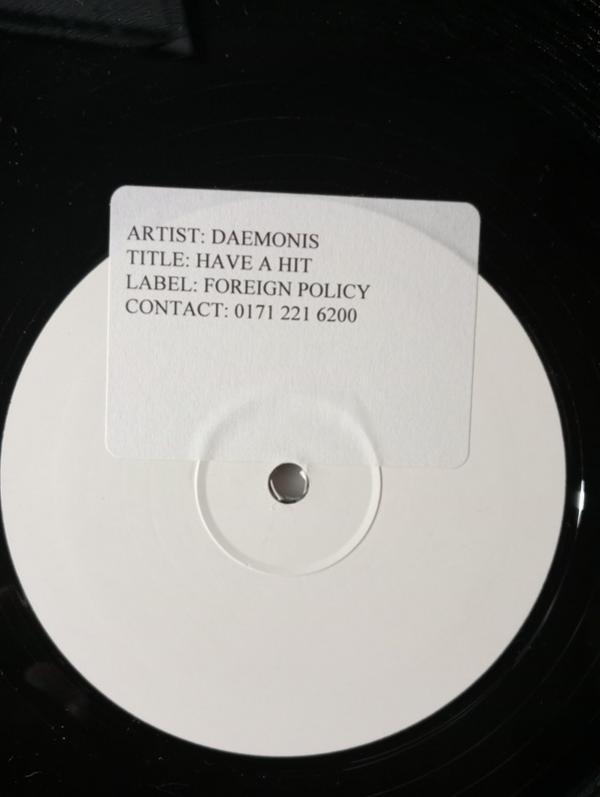 ARTIST: DAEMONIS
TITLE: HAVE A HIT
LABEL: FOREIGN POLICY
CONTACT: 0171 221 6200